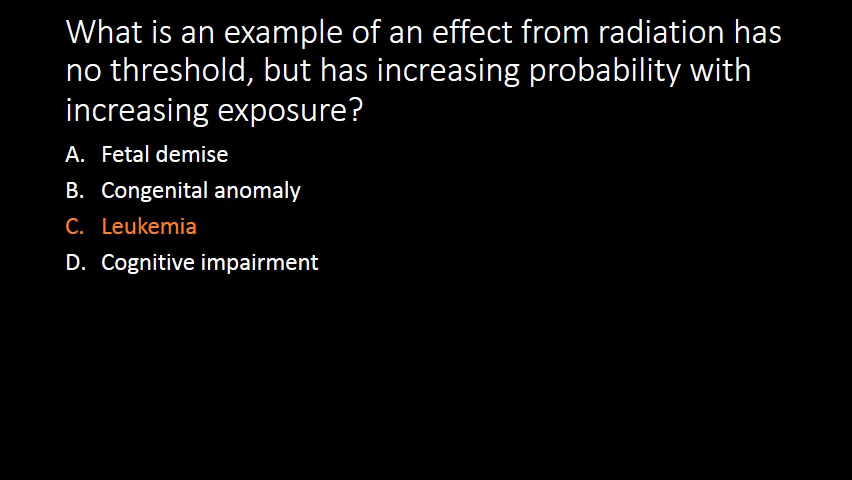 What is an example of an effect from radiation has
no threshold, but has increasing probability with
increasing exposure?
A. Fetal demise
B. Congenital anomaly
C. Leukemia
D. Cognitive impairment